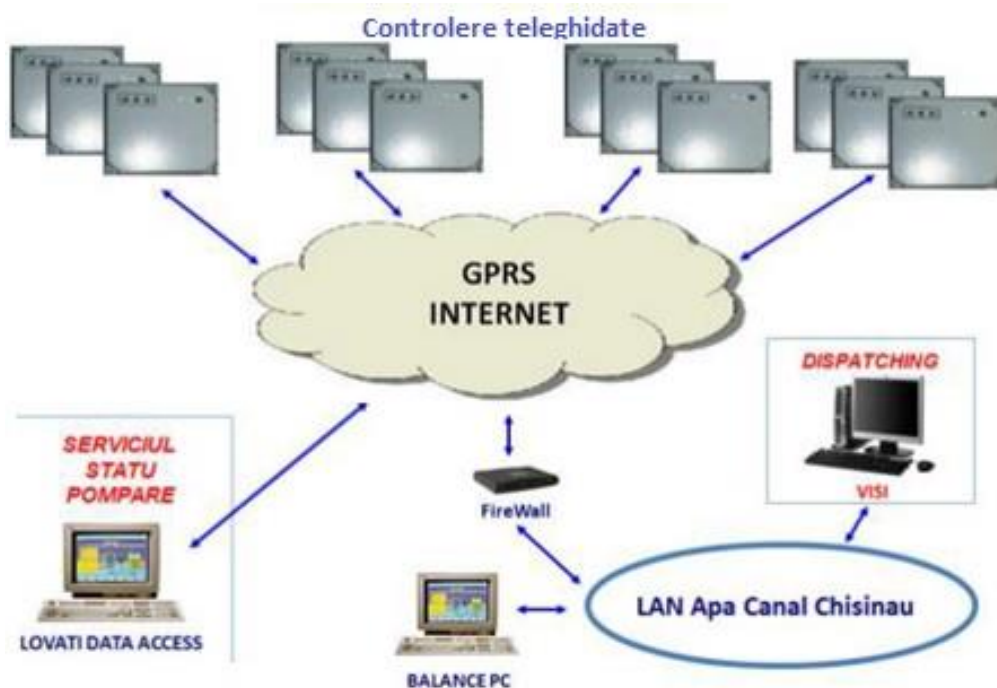 Controlere teleghidate
GPRS
INTERNET
DISPATCHING
VISI
SERVICIUL
STATU
POMPARE
LOVATI DATA ACCESS
FireWall
LAN Apa Canal Chisinau
BALANCE PC